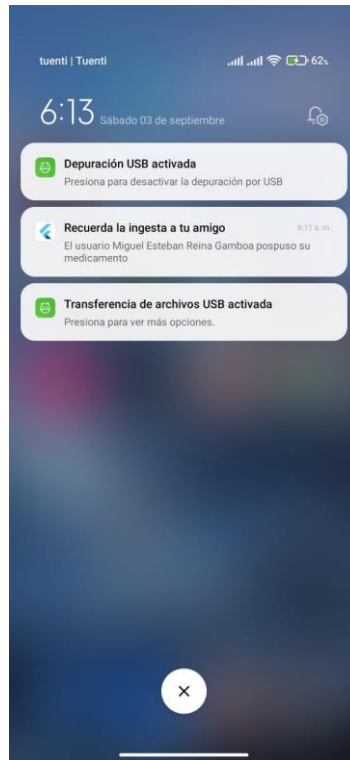 tuenti | Tuenti 62%
6:13 Sábado 03 de septiembre
Depuración USB activada
Presiona para desactivar la depuración por USB
Recuerda la ingesta a tu amigo 6:11 a. m.
El usuario Miguel Esteban Reina Gamboa pospuso su
medicamento
Transferencia de archivos USB activada
Presiona para ver más opciones.